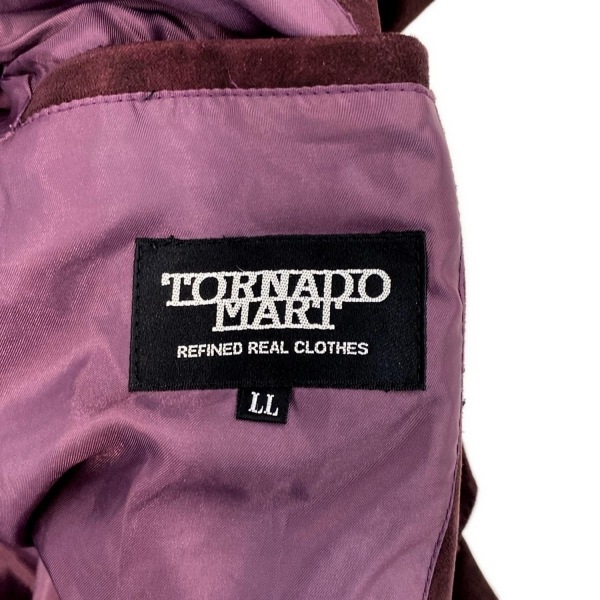 TORNADO
MART
REFINED REAL CLOTHES
LL